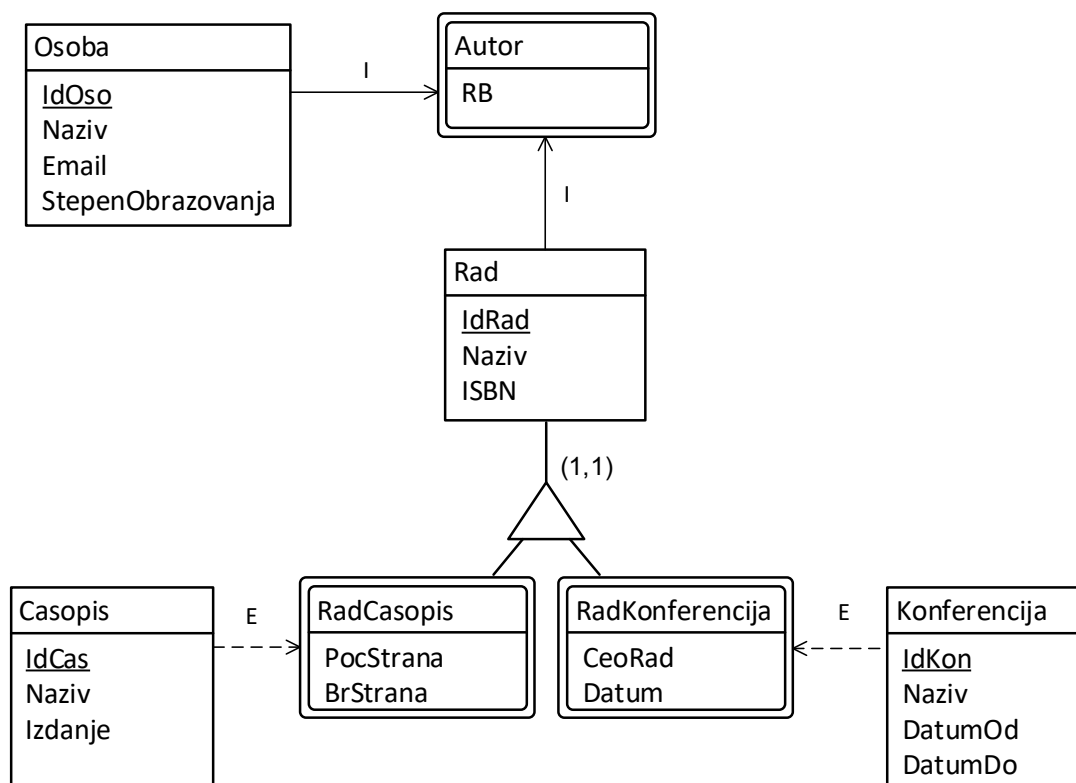 Osoba
IdOso
Naziv
Email
StepenObrazovanja
I
Autor
RB
I
Rad
IdRad
Naziv
ISBN
(1,1)
Casopis
IdCas
Naziv
Izdanje
E
RadCasopis
PocStrana
BrStrana
RadKonferencija
CeoRad
Datum
E
Konferencija
IdKon
Naziv
DatumOd
DatumDo